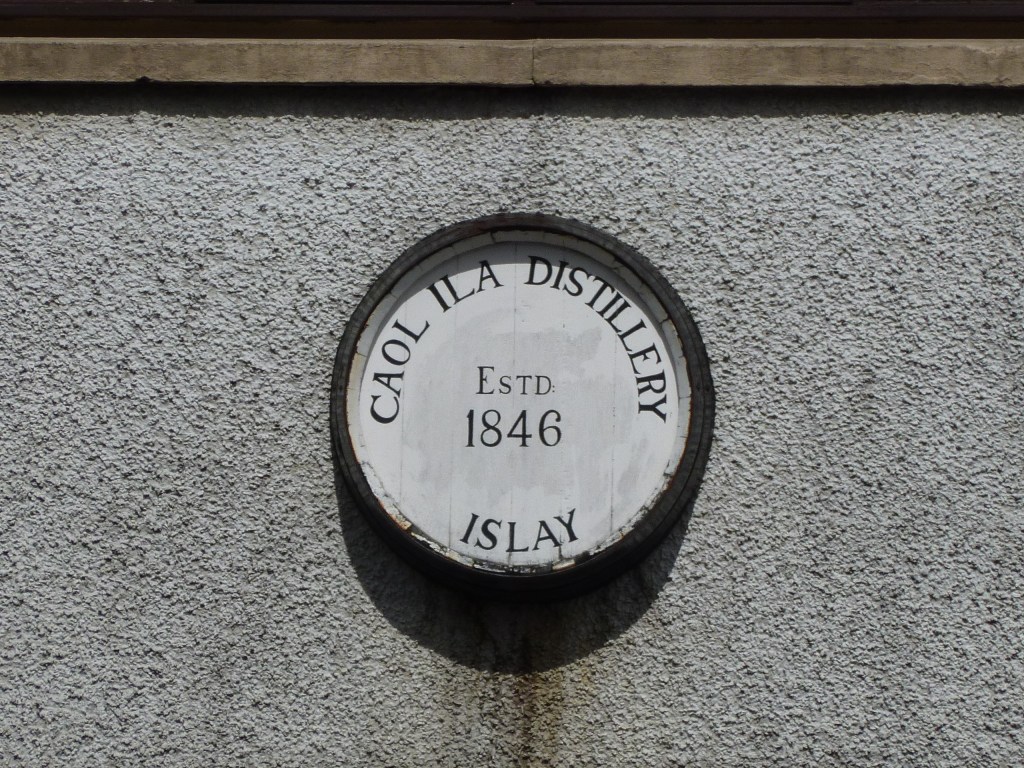 CAOL ILA DISTILLERY
ESTD:
1846
ISLAY